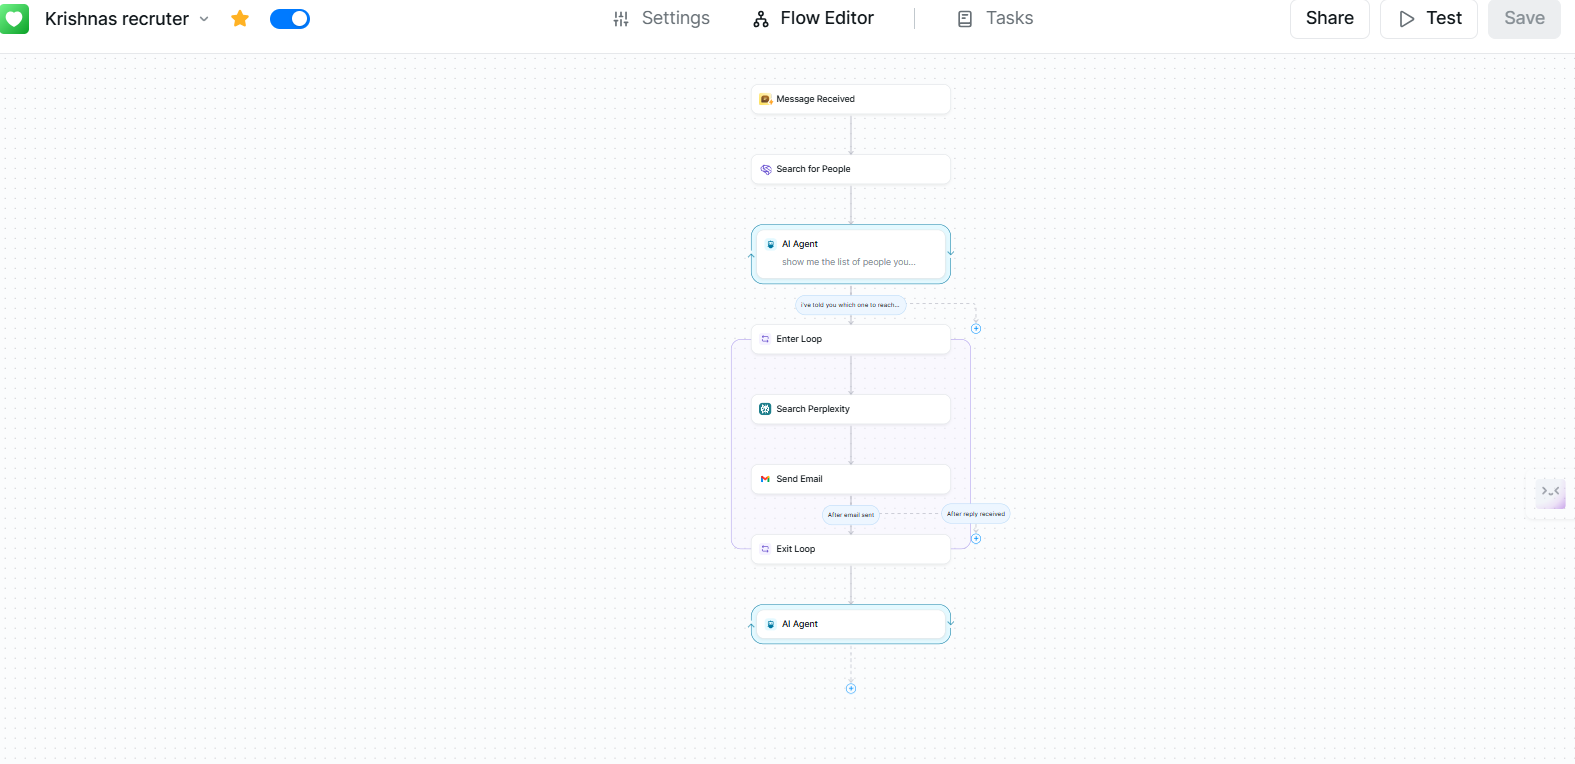 Krishnas recruter
Settings
Flow Editor
Tasks
Share
Test
Save
Message Received
Search for People
AI Agent
show me the list of people you...
i've told you which one to reach...
Enter Loop
Search Perplexity
Send Email
After email sent
After reply received
Exit Loop
AI Agent